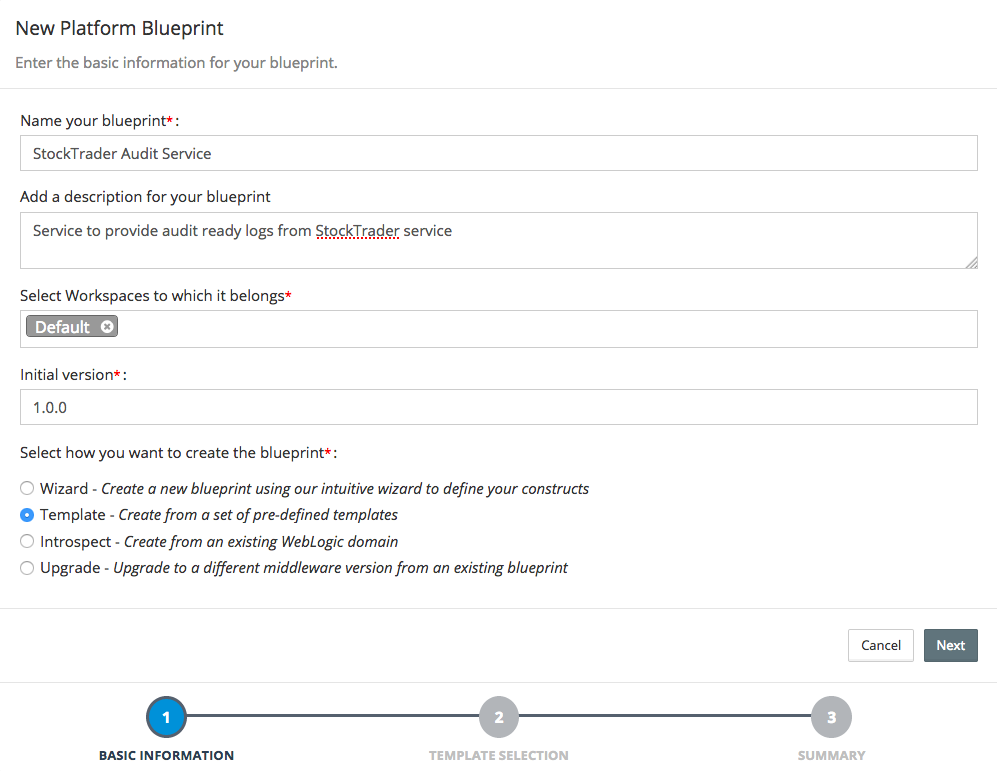 New Platform Blueprint
Enter the basic information for your blueprint.
Name your blueprint*:
StockTrader Audit Service
Add a description for your blueprint
Service to provide audit ready logs from StockTrader service
Select Workspaces to which it belongs*
Default
Initial version*:
1.0.0
Select how you want to create the blueprint*:
Wizard - Create a new blueprint using our intuitive wizard to define your constructs
Template - Create from a set of pre-defined templates
Introspect - Create from an existing WebLogic domain
Upgrade - Upgrade to a different middleware version from an existing blueprint
Cancel Next
1 2 3
BASIC INFORMATION TEMPLATE SELECTION SUMMARY